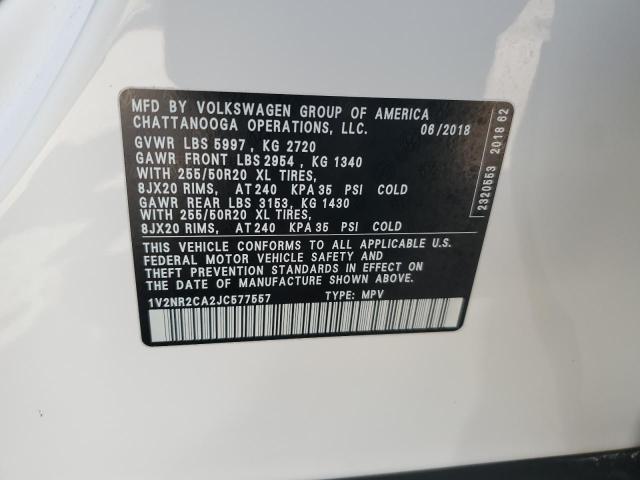 MFD BY VOLKSWAGEN GROUP OF AMERICA
CHATTANOOGA OPERATIONS, LLC. 06/2018
GVWR LBS 5997 , KG 2720
GAWR FRONT LBS 2954 , KG 1340
WITH 255/50R20 XL TIRES,
8JX20 RIMS, AT 240 KPA 35 PSI COLD
GAWR REAR LBS 3153, KG 1430
WITH 255/50R20 XL TIRES,
8JX20 RIMS, AT 240 KPA 35 PSI COLD
THIS VEHICLE CONFORMS TO ALL APPLICABLE U.S.
FEDERAL MOTOR VEHICLE SAFETY AND
THEFT PREVENTION STANDARDS IN EFFECT ON THE
DATE OF MANUFACTURE SHOWN ABOVE.
1V2NR2CA2JC577557 TYPE: MPV
2320553 2018 62